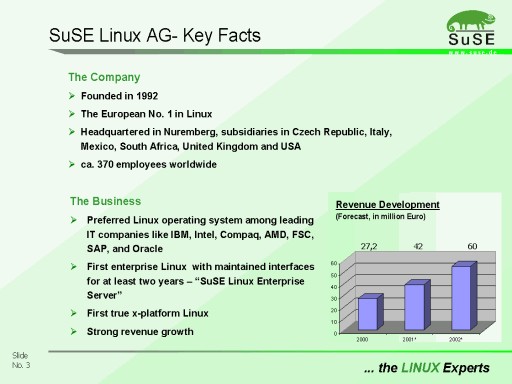 SuSE Linux AG- Key Facts
SuSE
www.suse.de
The Company
Founded in 1992
The European No. 1 in Linux
Headquartered in Nuremberg, subsidiaries in Czech Republic, Italy,
Mexico, South Africa, United Kingdom and USA
ca. 370 employees worldwide
The Business
Preferred Linux operating system among leading
IT companies like IBM, Intel, Compaq, AMD, FSC,
SAP, and Oracle
First enterprise Linux with maintained interfaces
for at least two years – “SuSE Linux Enterprise
Server”
First true x-platform Linux
Strong revenue growth
Revenue Development
(Forecast, in million Euro)
27,2 42 60
60
50
40
30
20
10
0
2000 2001* 2002*
Slide
No. 3
... the LINUX Experts